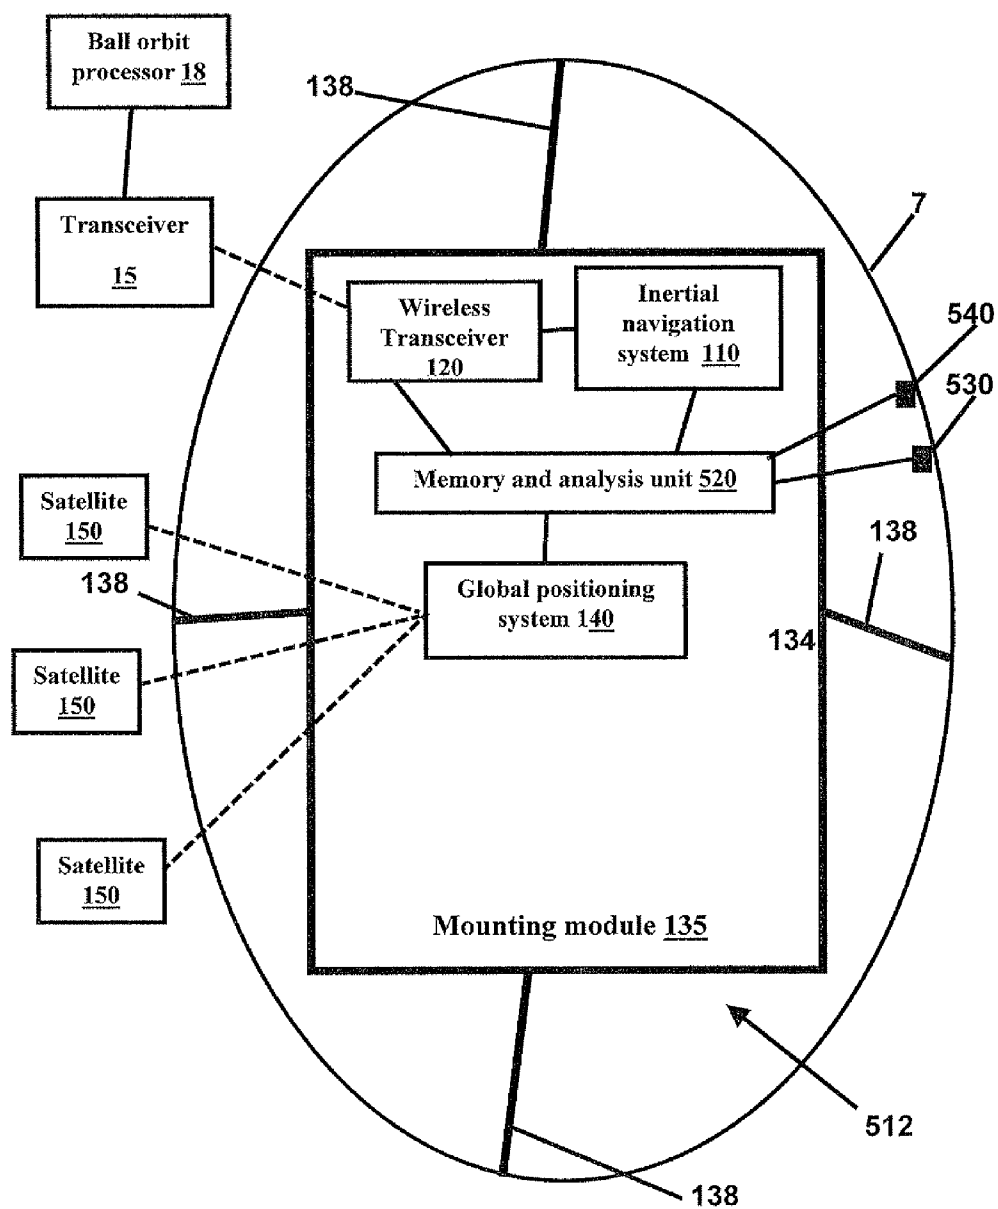 Ball orbit
processor 18
138
Transceiver
15
7
Wireless
Transceiver
120
Inertial
navigation
system 110
540
530
Memory and analysis unit 520
Satellite
150
138
138
Global positioning
system 140
134
Satellite
150
Satellite
150
Mounting module 135
512
138